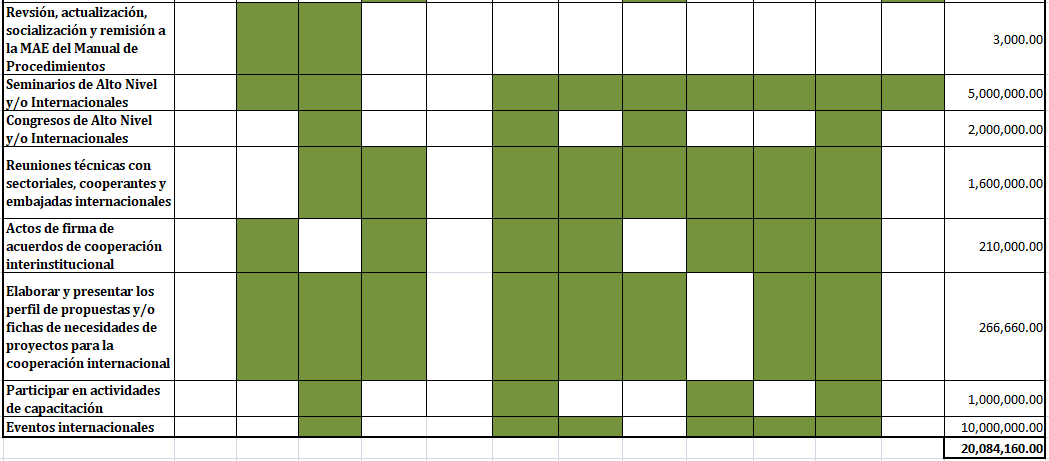 Revsión, actualización,
socialización y remisión a
la MAE del Manual de
Procedimientos
3,000.00
Seminarios de Alto Nivel
y/o Internacionales
5,000,000.00
Congresos de Alto Nivel
y/o Internacionales
2,000,000.00
Reuniones técnicas con
sectoriales, cooperantes y
embajadas internacionales
1,600,000.00
Actos de firma de
acuerdos de cooperación
interinstitucional
210,000.00
Elaborar y presentar los
perfil de propuestas y/o
fichas de necesidades de
proyectos para la
cooperación internacional
266,660.00
Participar en actividades
de capacitación
1,000,000.00
Eventos internacionales
10,000,000.00
20,084,160.00